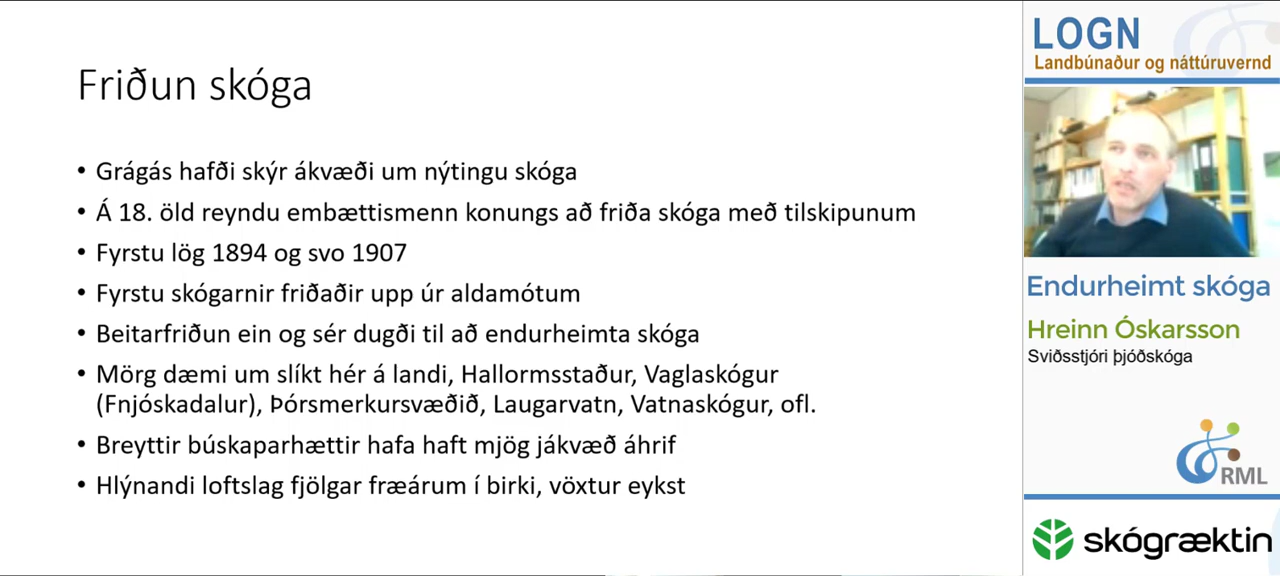 Friðun skóga
• Grágás hafði skýr ákvæði um nýtingu skóga
• Á 18. öld reyndu embættismenn konungs að friða skóga með tilskipunum
• Fyrstu lög 1894 og svo 1907
• Fyrstu skógarnir friðaðir upp úr aldamótum
• Beitarfriðun ein og sér dugði til að endurheimta skóga
• Mörg dæmi um slíkt hér á landi, Hallormsstaður, Vaglaskógur
(Fnjóskadalur), Þórsmerkursvæðið, Laugarvatn, Vatnaskógur, ofl.
• Breyttir búskaparhættir hafa haft mjög jákvæð áhrif
• Hlýnandi loftslag fjölgar fræárum í birki, vöxtur eykst
LOGN
Landbúnaður og náttúruvernd
Endurheimt skóga
Hreinn Óskarsson
Sviðsstjóri þjóðskóga
RML
skógræktin